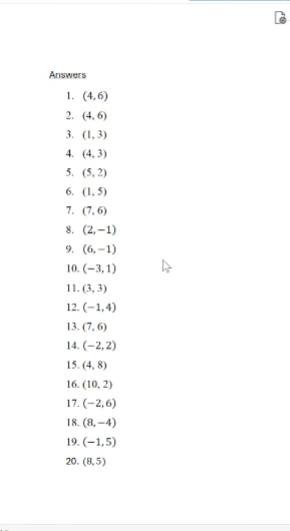 Answers
1. (4, 6)
2. (4, 6)
3. (1, 3)
4. (4, 3)
5. (5, 2)
6. (1, 5)
7. (7, 6)
8. (2, −1)
9. (6, −1)
10. (−3, 1)
11. (3, 3)
12. (−1, 4)
13. (7, 6)
14. (−2, 2)
15. (4, 8)
16. (10, 2)
17. (−2, 6)
18. (8, −4)
19. (−1, 5)
20. (8, 5)